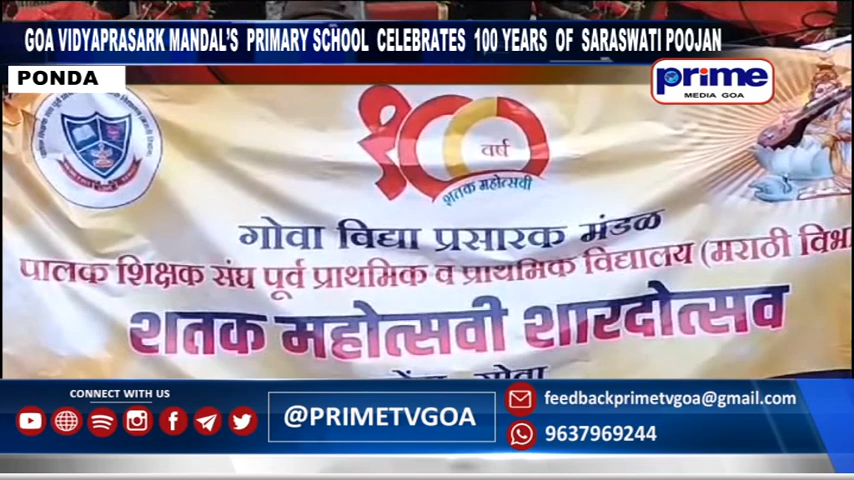 GOA VIDYAPRASARK MANDAL'S PRIMARY SCHOOL CELEBRATES 100 YEARS OF SARASWATI POOJAN
PONDA
prime
MEDIA GOA
१००
वर्ष
शतक महोत्सवी
गोवा विद्या प्रसारक मंडळ
पालक शिक्षक संघ पूर्व प्राथमिक व प्राथमिक विद्यालय (मराठी
शतक महोत्सवी शारदोत्सव
गोवा
CONNECT WITH US
@PRIMETVGOA
feedbackprimetvgoa@gmail.com
9637969244